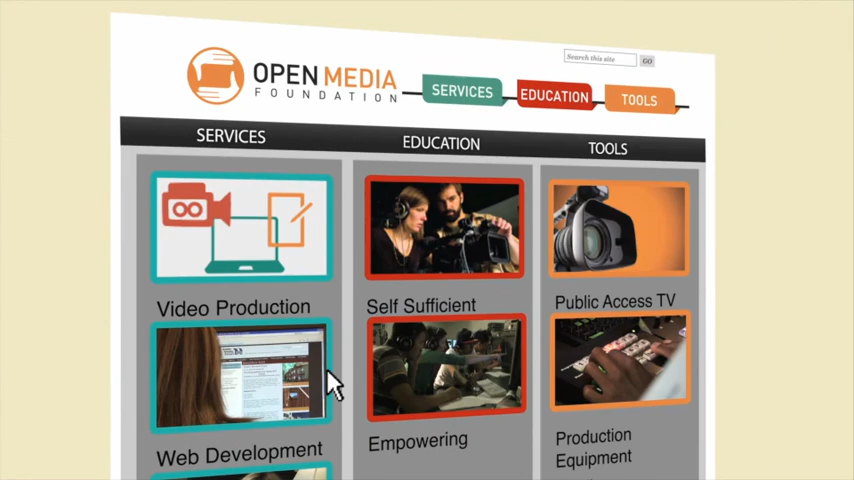 Search this site
GO
OPEN MEDIA
FOUNDATION
SERVICES
EDUCATION
TOOLS
SERVICES
EDUCATION
TOOLS
Video Production
Self Sufficient
Public Access TV
Web Development
Empowering
Production
Equipment